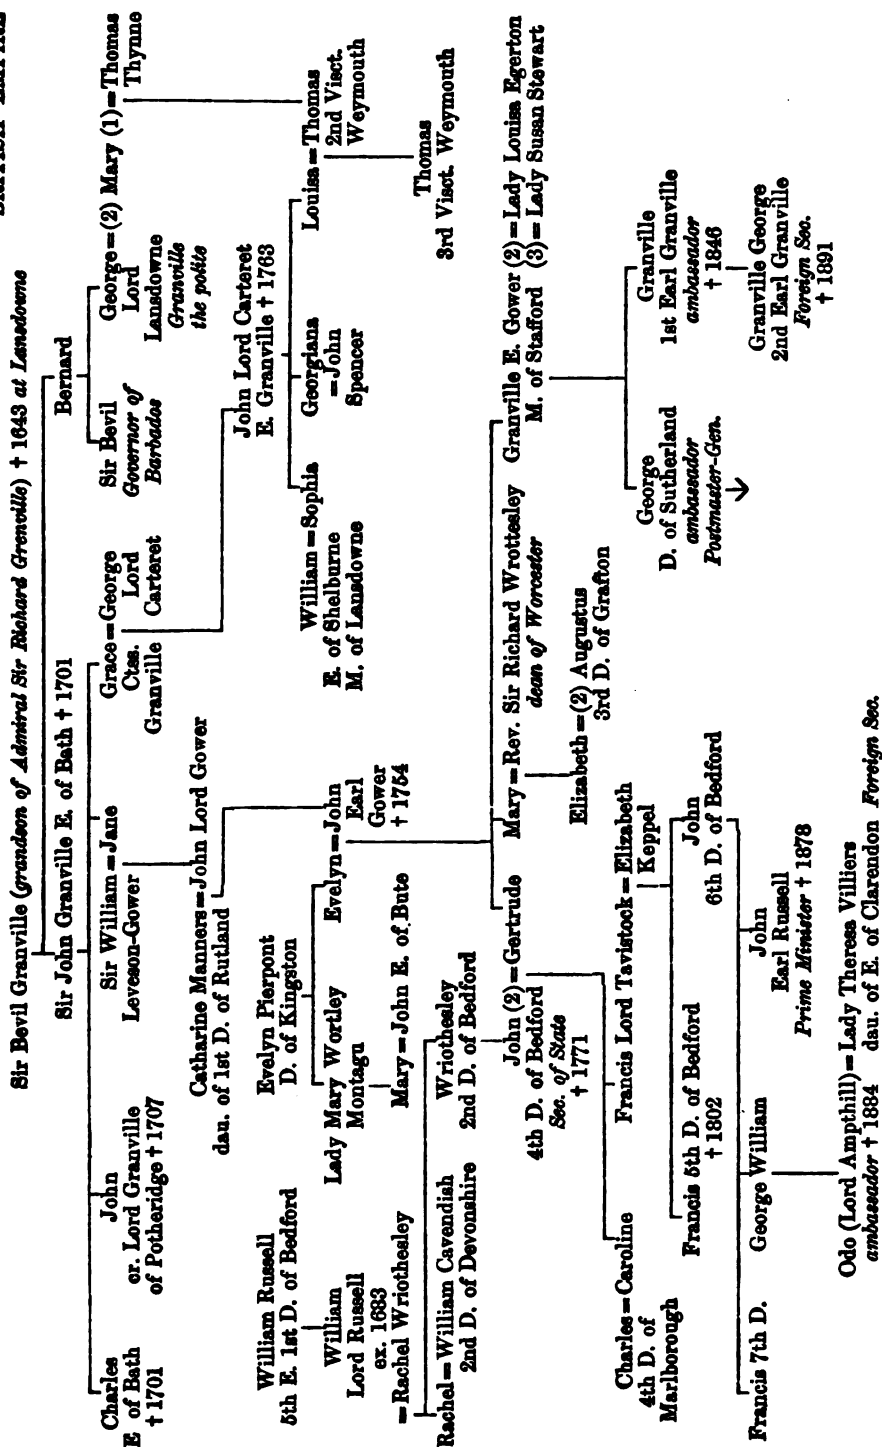 Sir Bevil Granville (grandson of Admiral Sir Richard Grenville) † 1643 at Lansdowne
Sir John Granville E. of Bath † 1701
Bernard
Charles
E of Bath
† 1701
John
cr. Lord Granville
of Potheridge † 1707
Sir William = Jane
Leveson-Gower
Grace = George
Ctss. Lord
Granville Carteret
Sir Bevil
Governor of
Barbados
George = (2) Mary (1) = Thomas
Lord Thynne
Lansdowne
Granville
the polite
Catharine Manners = John Lord Gower
dau. of 1st D. of Rutland
John Lord Carteret
E. Granville † 1763
William Russell
5th E. 1st D. of Bedford
Evelyn Pierpont
D. of Kingston
William
Lord Russell
ex. 1683
= Rachel Wriothesley
Lady Mary Wortley
Montagu
Evelyn = John
Earl
Gower
† 1754
William = Sophia
E. of Shelburne
M. of Lansdowne
Georgiana
= John
Spencer
Louisa = Thomas
2nd Visct.
Weymouth
Mary = John E. of Bute
Thomas
3rd Visct. Weymouth
Rachel = William Cavendish
2nd D. of Devonshire
Wriothesley
2nd D. of Bedford
John (2) = Gertrude
4th D. of Bedford
Sec. of State
† 1771
Mary = Rev. Sir Richard Wrottesley
dean of Worcester
Granville E. Gower (2) = Lady Louisa Egerton
M. of Stafford (3) = Lady Susan Stewart
Elizabeth = (2) Augustus
3rd D. of Grafton
Charles = Caroline
4th D. of
Marlborough
Francis Lord Tavistock = Elizabeth
Keppel
George
D. of Sutherland
ambassador
Postmaster-Gen.
Granville
1st Earl Granville
ambassador
† 1846
Francis 5th D. of Bedford
† 1802
John
6th D. of Bedford
Granville George
2nd Earl Granville
Foreign Sec.
† 1891
Francis 7th D.
George William
John
Earl Russell
Prime Minister † 1878
Odo (Lord Ampthill) = Lady Theresa Villiers
ambassador † 1884 dau. of E. of Clarendon Foreign Sec.